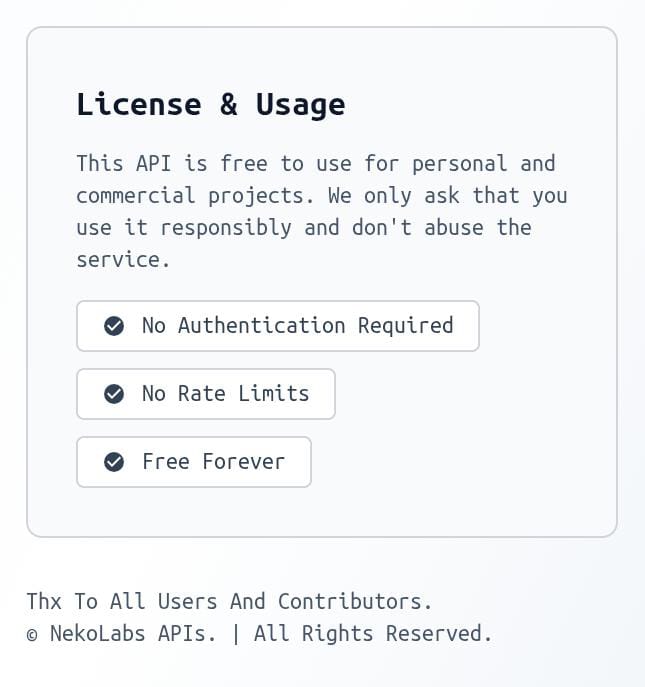 License & Usage
This API is free to use for personal and
commercial projects. We only ask that you
use it responsibly and don't abuse the
service.
No Authentication Required
No Rate Limits
Free Forever
Thx To All Users And Contributors.
© NekoLabs APIs. | All Rights Reserved.